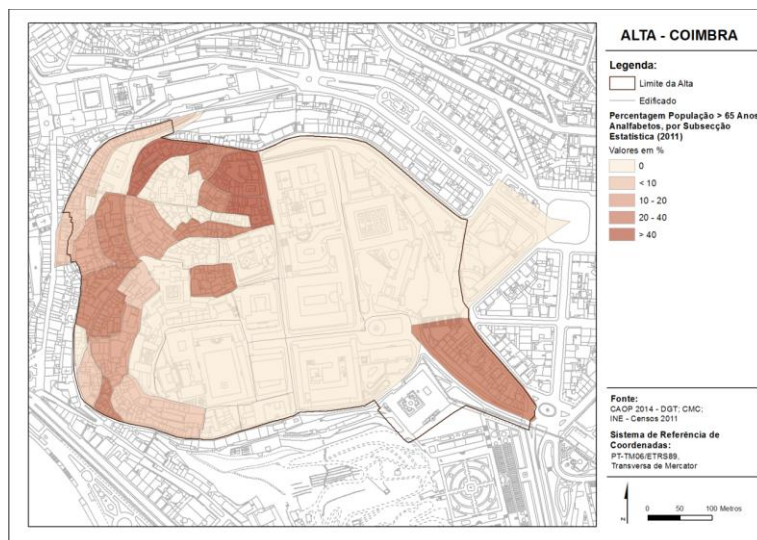 ALTA - COIMBRA
Legenda:
Limite da Alta
Edificado
Percentagem População > 65 Anos
Analfabetos, por Subsecção
Estatística (2011)
Valores em %
0
< 10
10 - 20
20 - 40
> 40
Fonte:
CAOP 2014 - DGT; CMC;
INE - Censos 2011
Sistema de Referência de
Coordenadas:
PT-TM06/ETRS89,
Transversa de Mercator
N
0 50 100 Metros